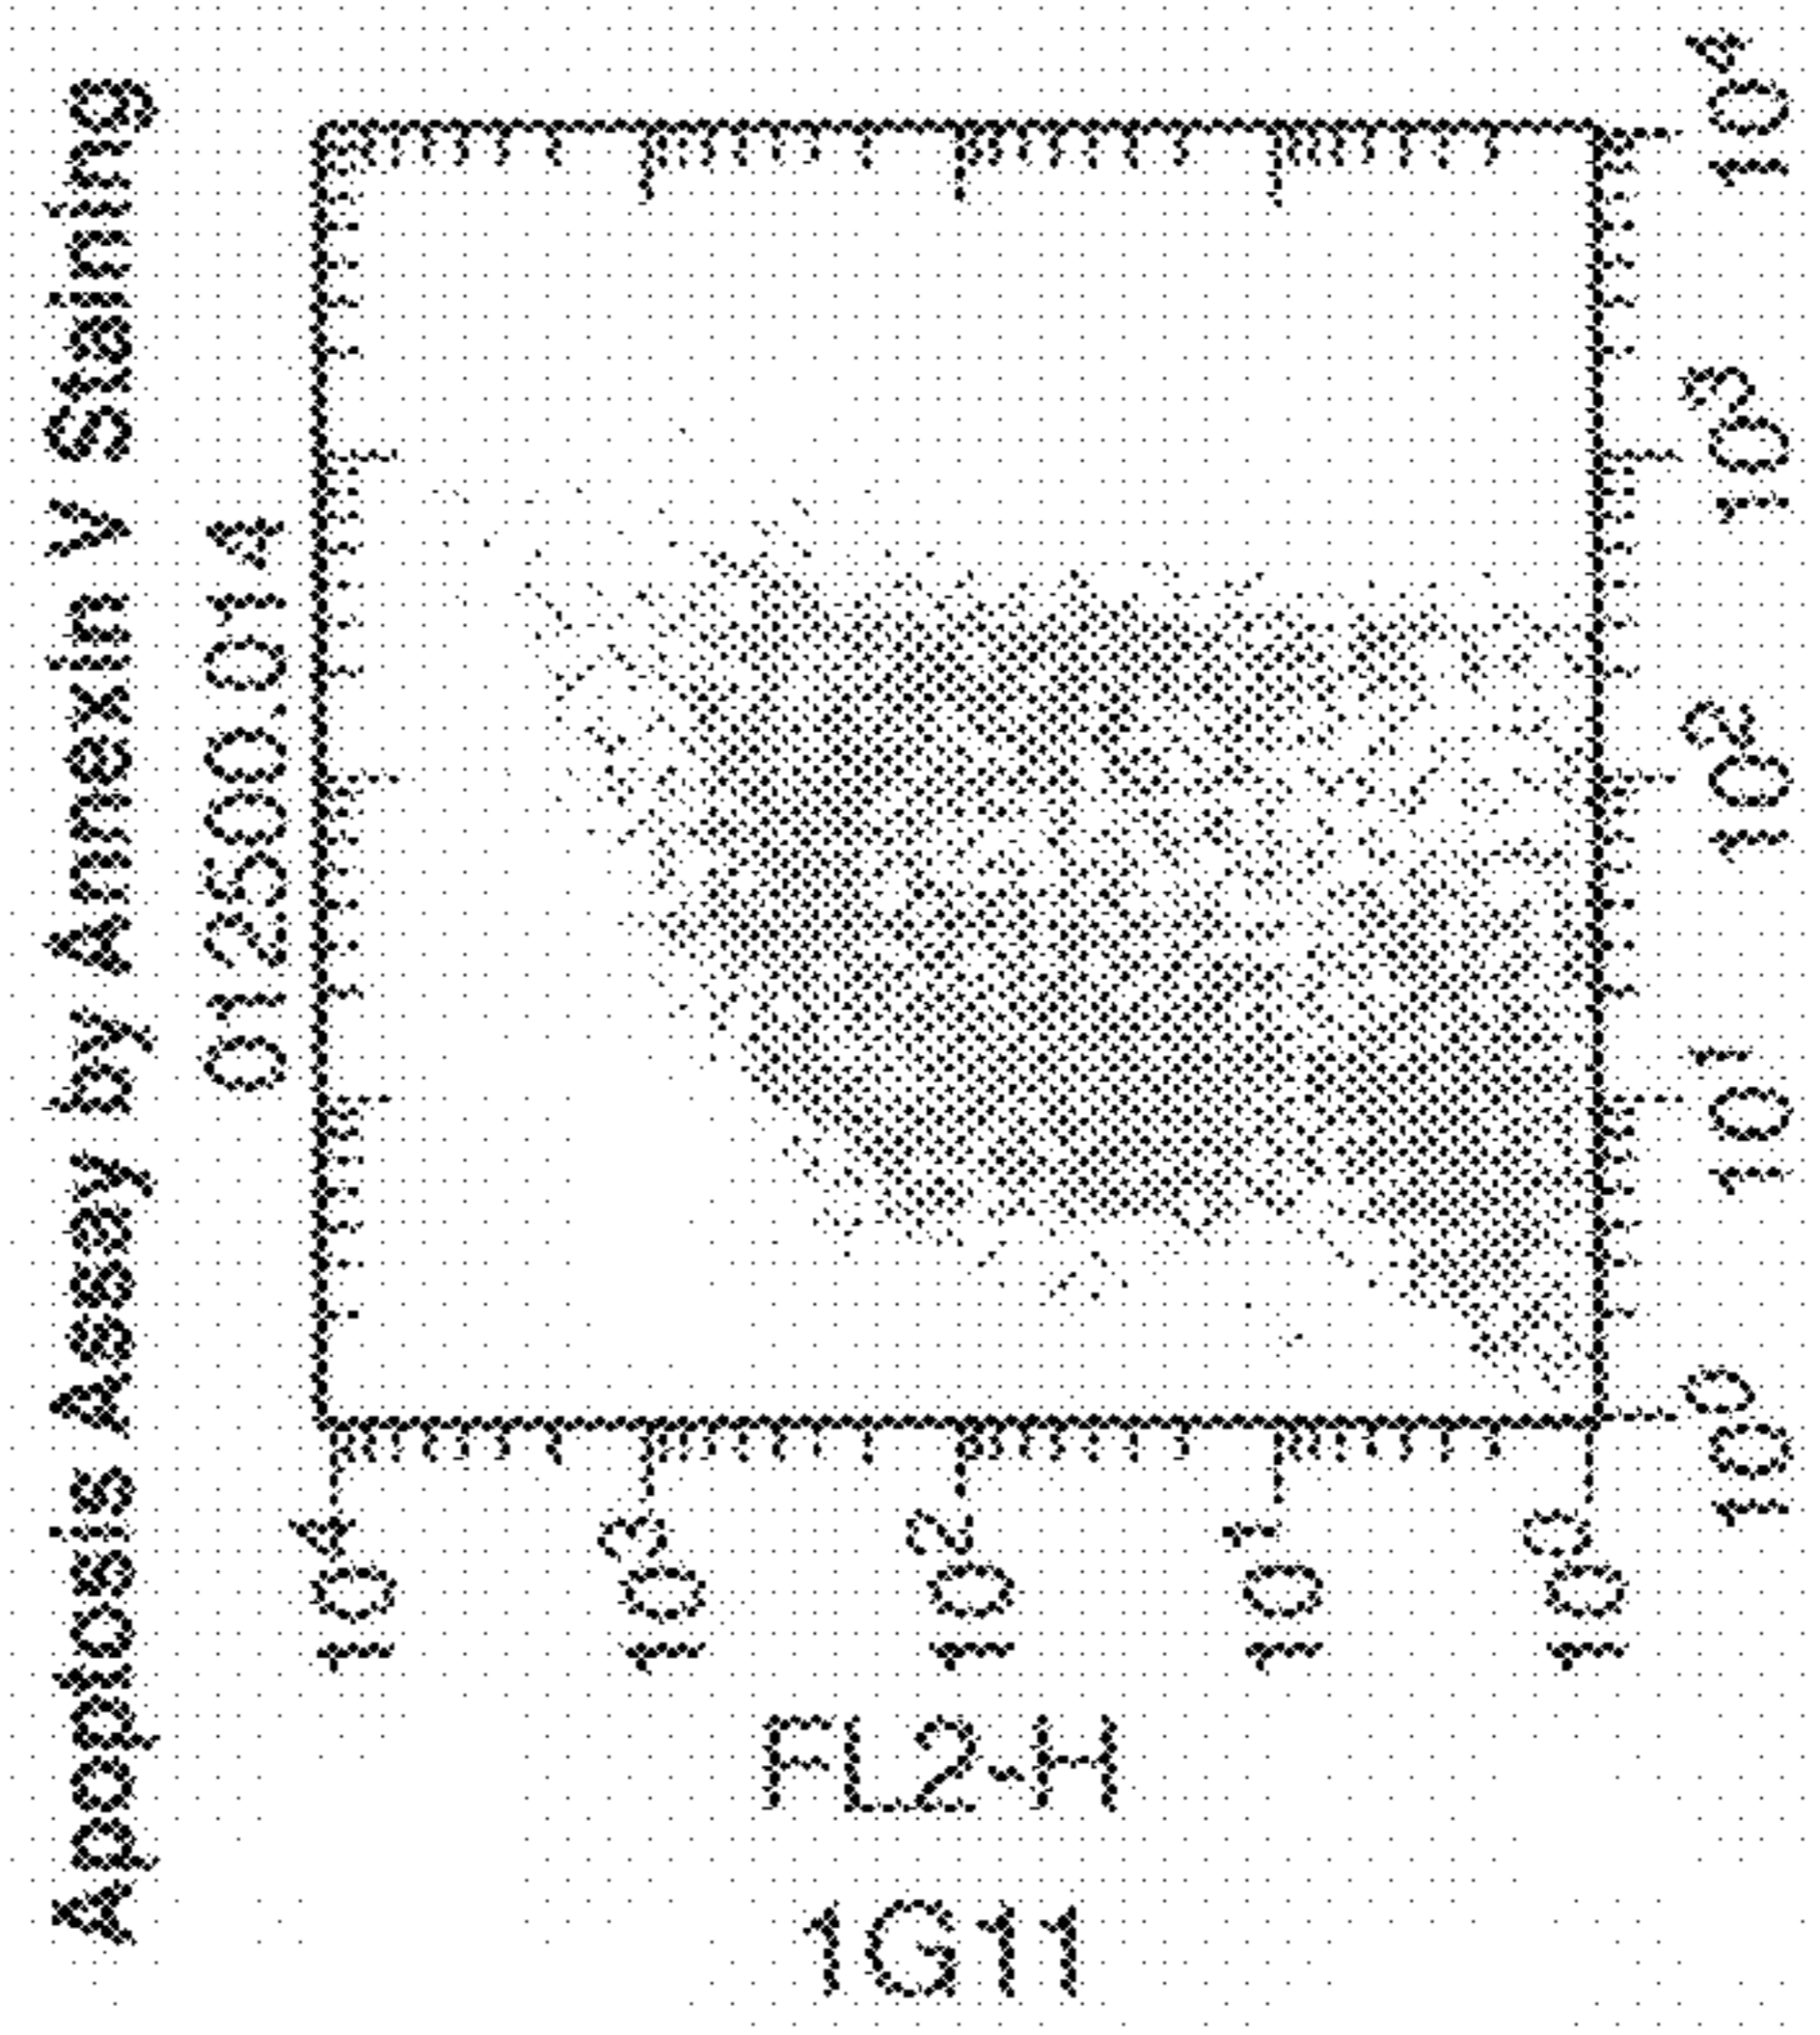 Apoptosis Assay by Annexin V Staining
012500.014
10⁴
10³
10²
10¹
10⁰
10⁰ 10¹ 10² 10³ 10⁴
FL2-H
1G11